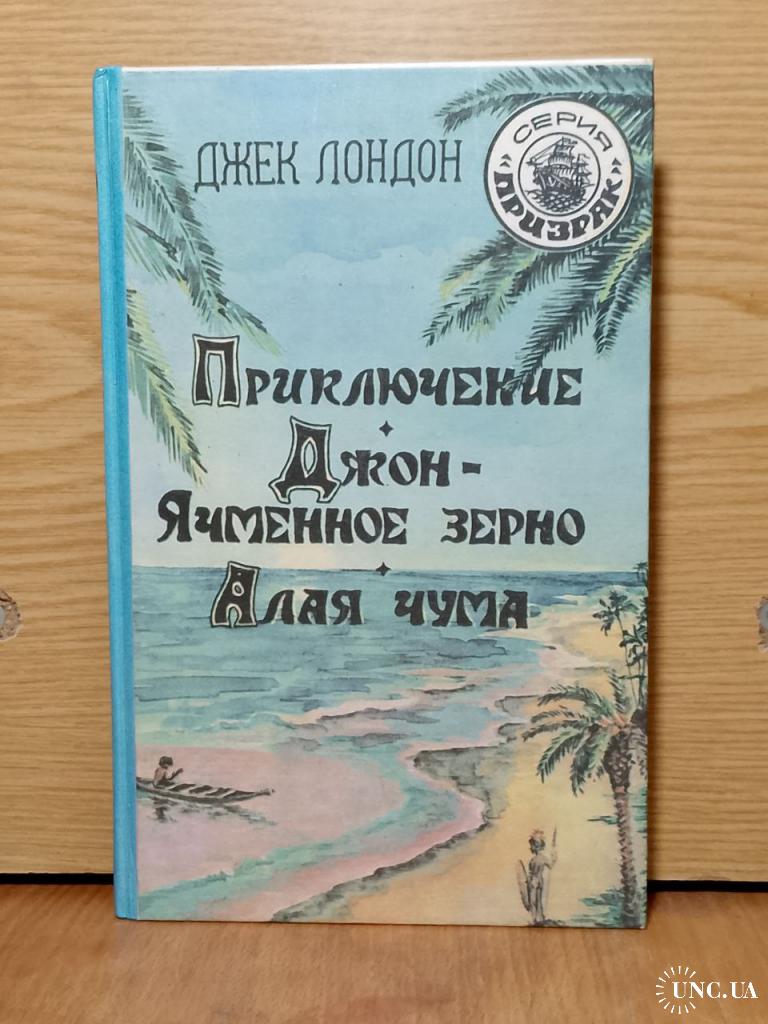 ДЖЕК ЛОНДОН
СЕРИЯ
«ПРИЗРАК»
ПРИКЛЮЧЕНИЕ
ДЖОН-
ЯЧМЕННОЕ ЗЕРНО
АЛАЯ ЧУМА
UNC.UA